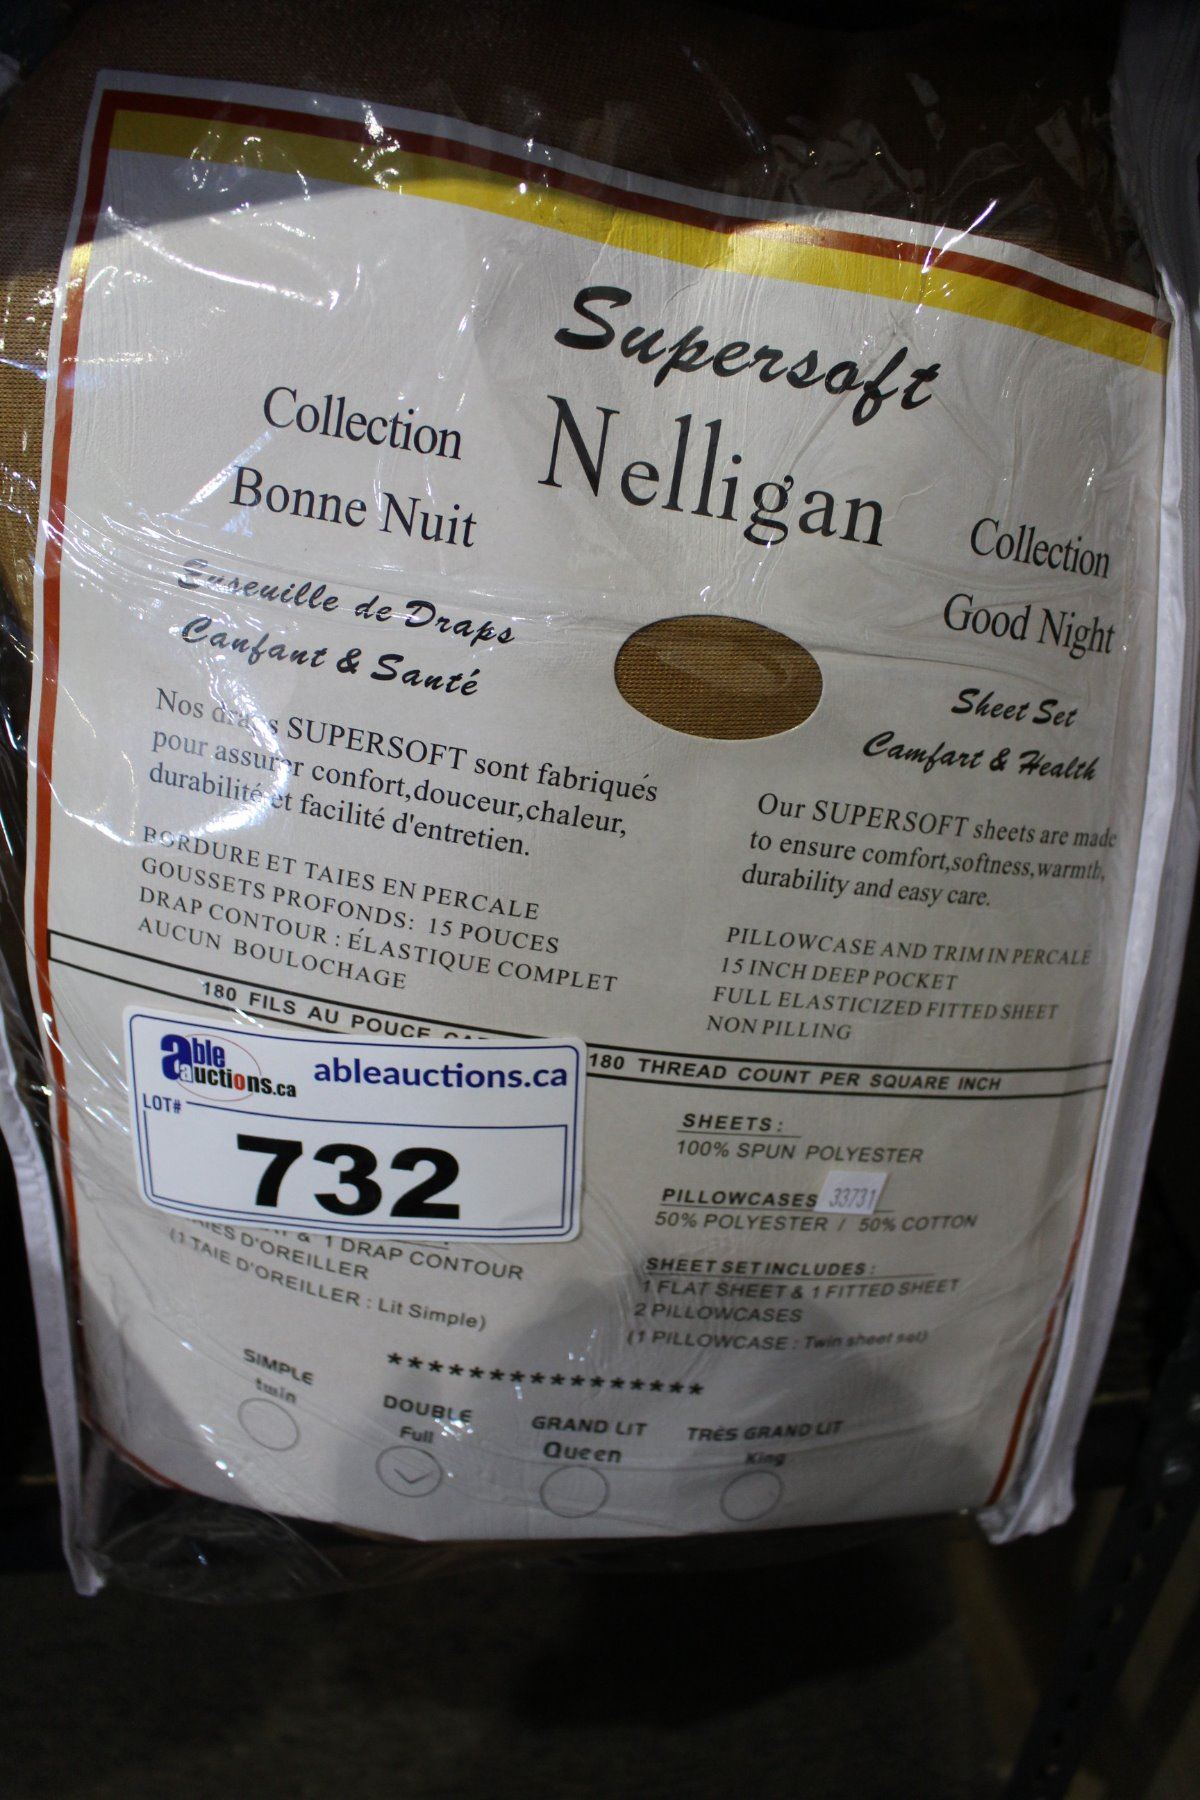 Supersoft
Nelligan
Collection
Bonne Nuit
de Draps
Confort & Santé
Nos draps SUPERSOFT sont fabriqués
pour assurer confort,douceur,chaleur,
durabilité et facilité d'entretien.
BORDURE ET TAIES EN PERCALE
GOUSSETS PROFONDS: 15 POUCES
DRAP CONTOUR : ÉLASTIQUE COMPLET
AUCUN BOULOCHAGE
180 FILS AU POUCE
Collection
Good Night
Sheet Set
Comfort & Health
Our SUPERSOFT sheets are made
to ensure comfort,softness,warmth,
durability and easy care.
PILLOWCASE AND TRIM IN PERCALE
15 INCH DEEP POCKET
FULL ELASTICIZED FITTED SHEET
NON PILLING
180 THREAD COUNT PER SQUARE INCH
able auctions.ca
ableauctions.ca
LOT#
732
& 1 DRAP CONTOUR
D'OREILLER
(1 TAIE D'OREILLER : Lit Simple)
SHEETS:
100% SPUN POLYESTER
PILLOWCASES 33731
50% POLYESTER / 50% COTTON
SHEET SET INCLUDES:
1 FLAT SHEET & 1 FITTED SHEET
2 PILLOWCASES
(1 PILLOWCASE : Twin sheet set)
****************
SIMPLE
twin
DOUBLE
Full
GRAND LIT
Queen
TRÈS GRAND LIT
King